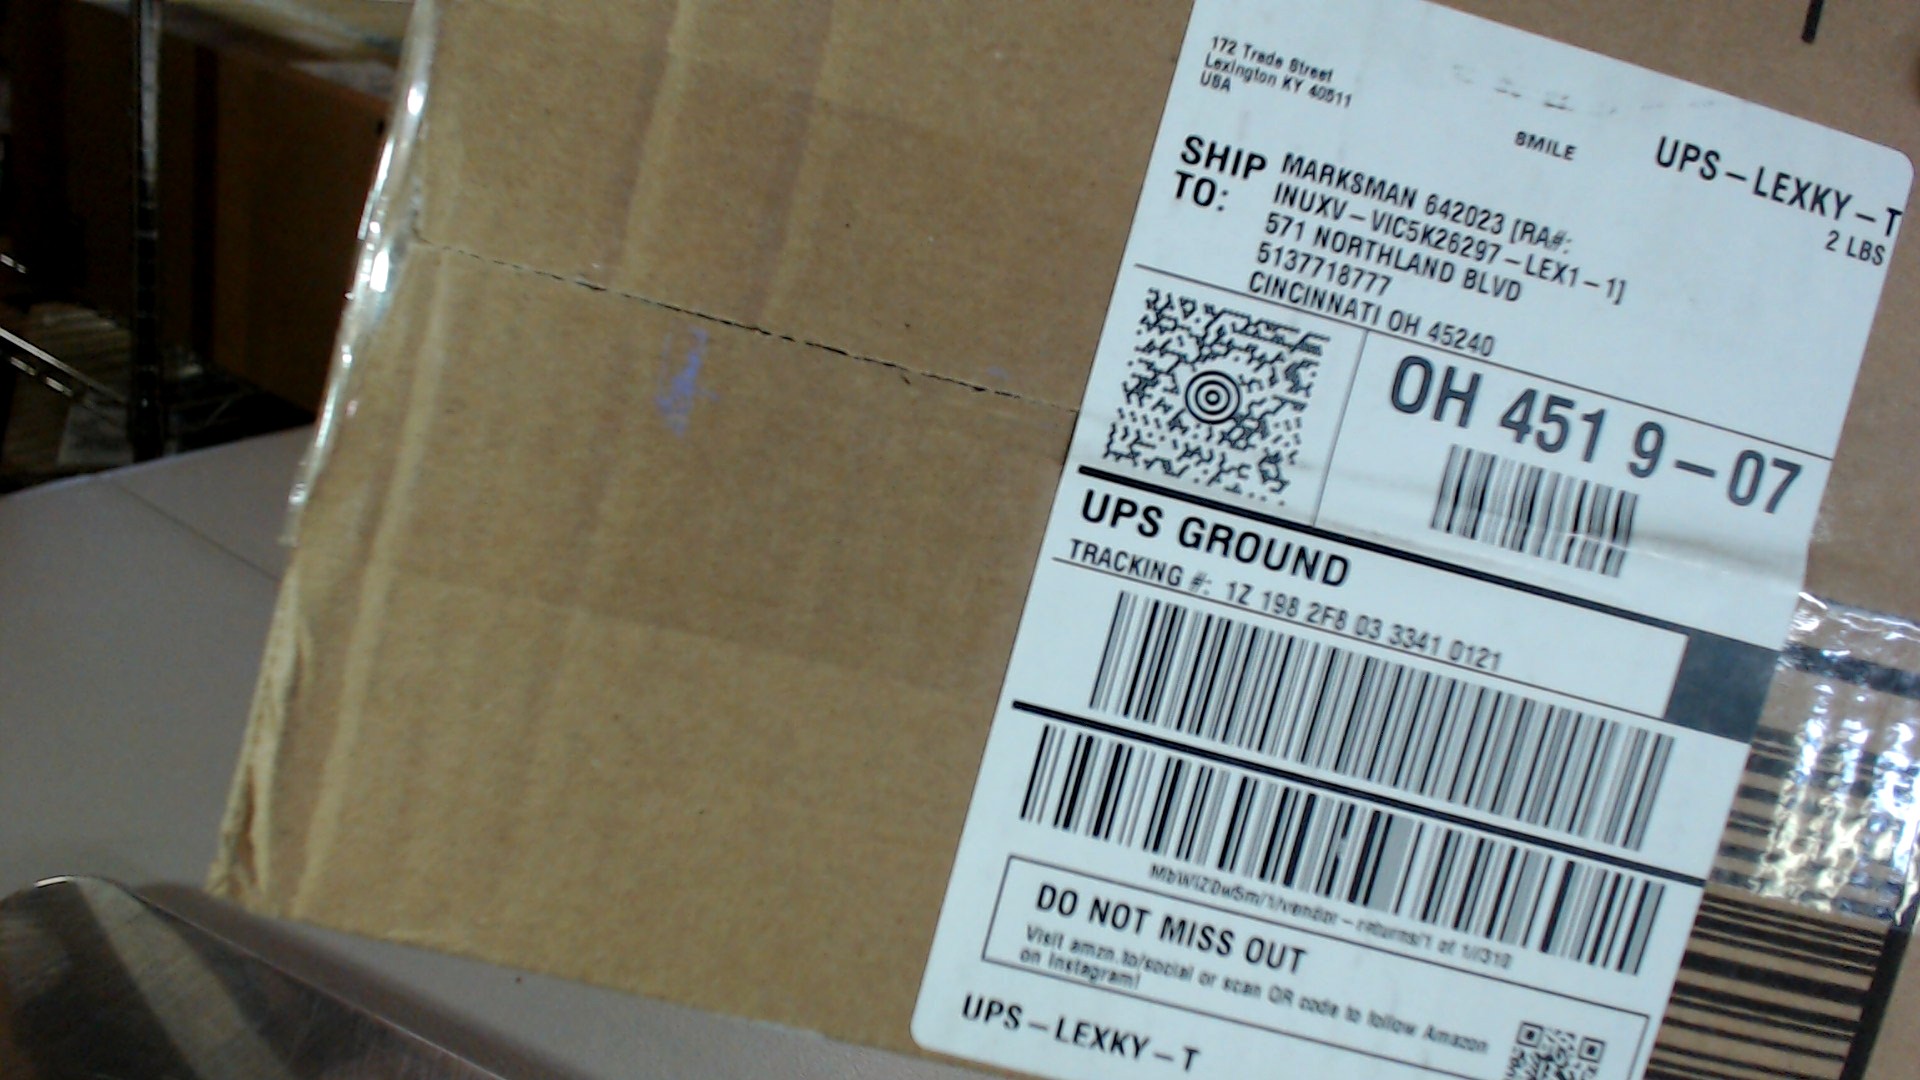 172 Trade Street
Lexington KY 40511
USA
SMILE
UPS-LEXKY-T
2 LBS
SHIP TO:
MARKSMAN 642023 [RA#:
INUXV-VIC5K26297-LEX1-1]
571 NORTHLAND BLVD
5137718777
CINCINNATI OH 45240
OH 451 9-07
UPS GROUND
TRACKING #: 1Z 198 2F8 03 3341 0121
DO NOT MISS OUT
Visit amzn.to/social or scan QR code to follow Amazon
on Instagram!
UPS-LEXKY-T